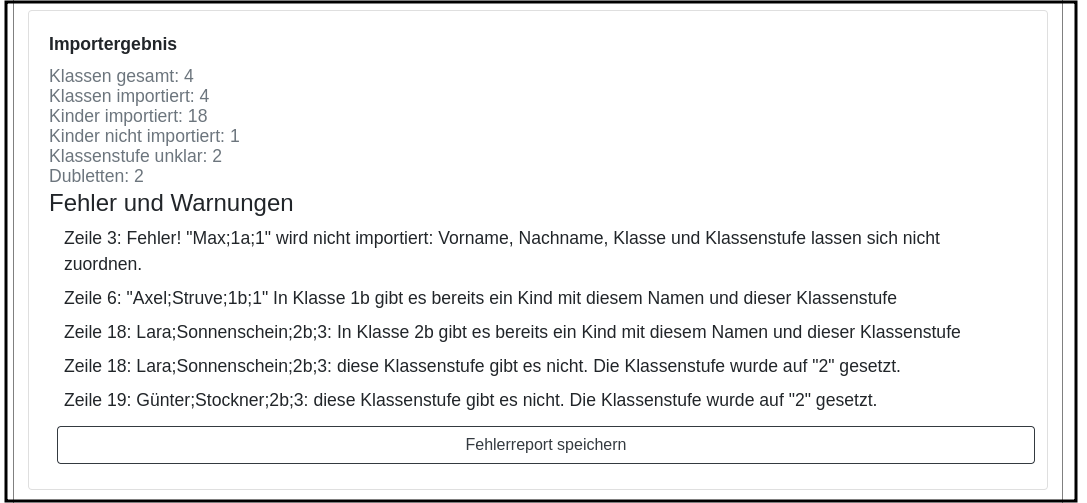 Importergebnis
Klassen gesamt: 4
Klassen importiert: 4
Kinder importiert: 18
Kinder nicht importiert: 1
Klassenstufe unklar: 2
Dubletten: 2
Fehler und Warnungen
Zeile 3: Fehler! "Max;1a;1" wird nicht importiert: Vorname, Nachname, Klasse und Klassenstufe lassen sich nicht
zuordnen.
Zeile 6: "Axel;Struve;1b;1" In Klasse 1b gibt es bereits ein Kind mit diesem Namen und dieser Klassenstufe
Zeile 18: Lara;Sonnenschein;2b;3: In Klasse 2b gibt es bereits ein Kind mit diesem Namen und dieser Klassenstufe
Zeile 18: Lara;Sonnenschein;2b;3: diese Klassenstufe gibt es nicht. Die Klassenstufe wurde auf "2" gesetzt.
Zeile 19: Günter;Stockner;2b;3: diese Klassenstufe gibt es nicht. Die Klassenstufe wurde auf "2" gesetzt.
Fehlerreport speichern